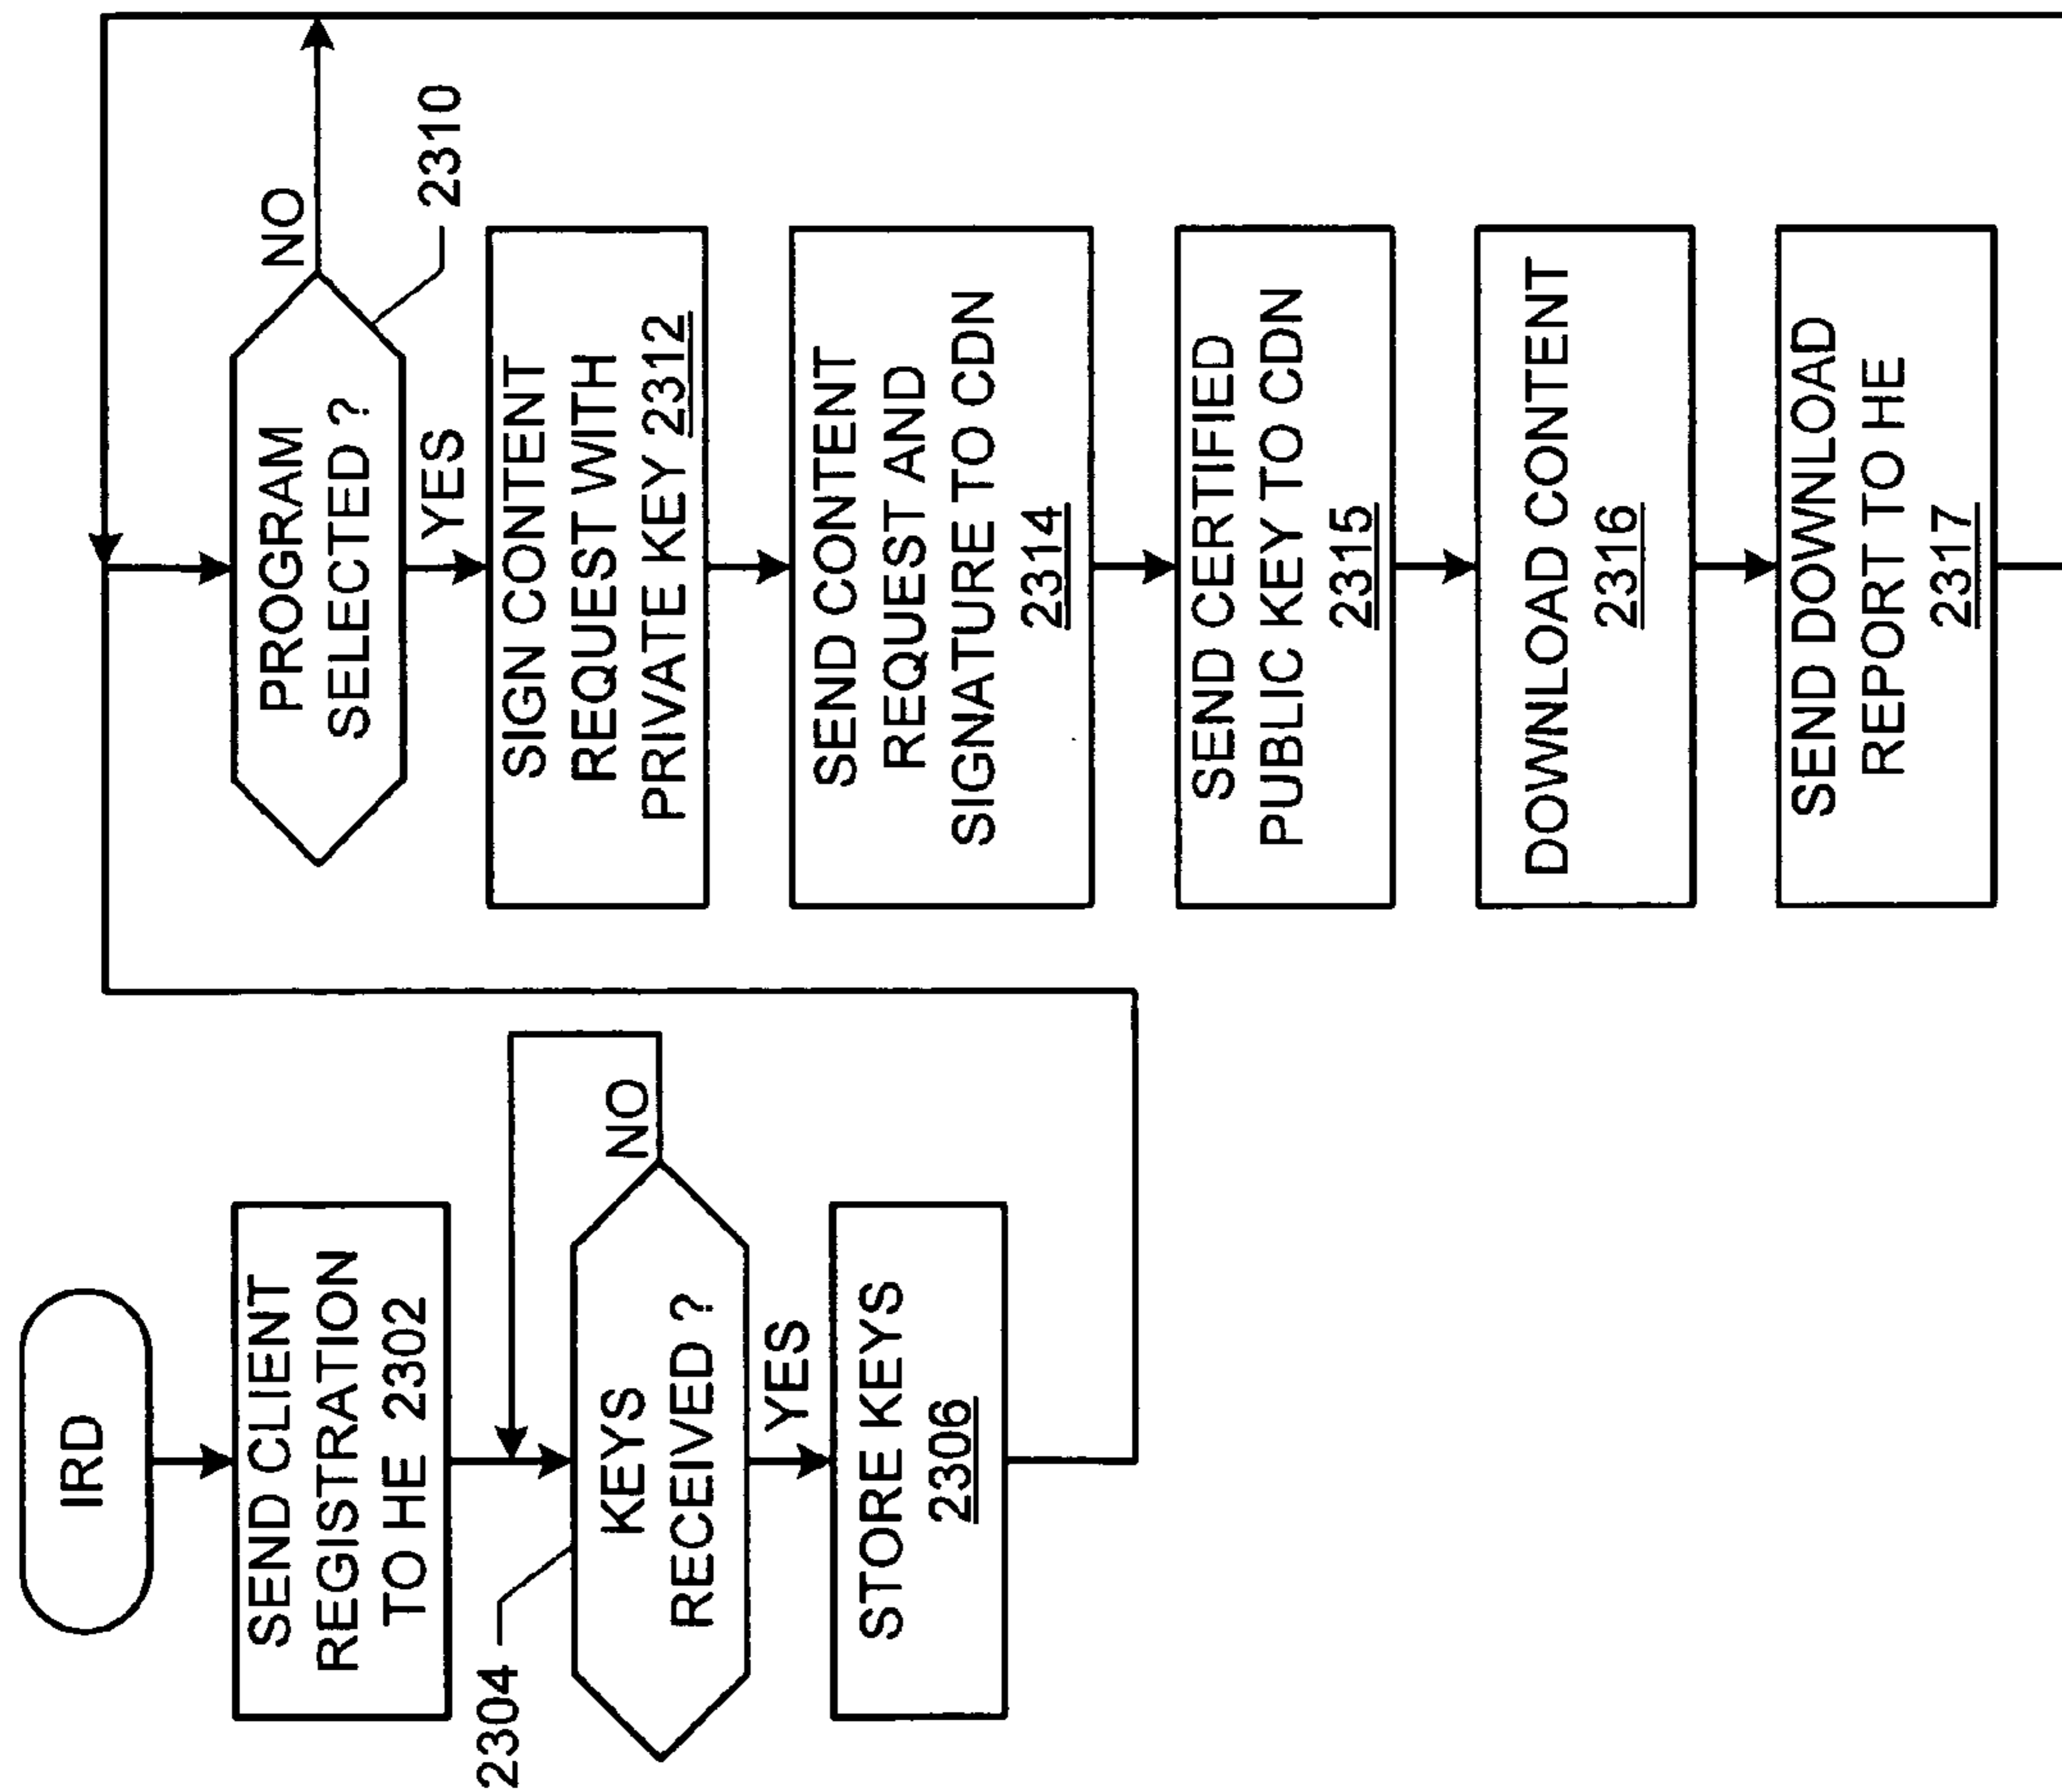 IRD
SEND CLIENT
REGISTRATION
TO HE 2302
2304
KEYS
RECEIVED ?
NO
YES
STORE KEYS
2306
PROGRAM
SELECTED ?
NO
2310
YES
SIGN CONTENT
REQUEST WITH
PRIVATE KEY 2312
SEND CONTENT
REQUEST AND
SIGNATURE TO CDN
2314
SEND CERTIFIED
PUBLIC KEY TO CDN
2315
DOWNLOAD CONTENT
2316
SEND DOWNLOAD
REPORT TO HE
2317